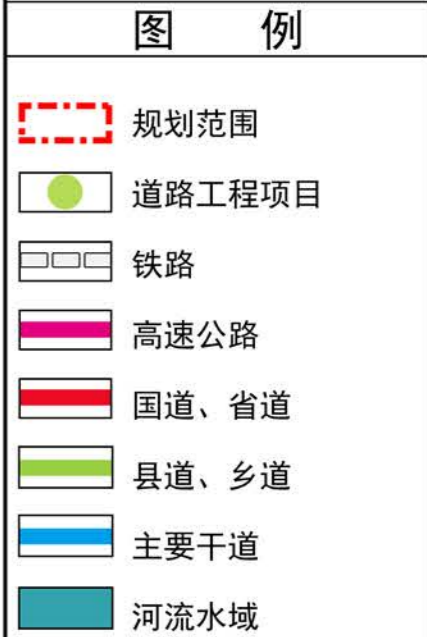 图 例
规划范围
道路工程项目
铁路
高速公路
国道、省道
县道、乡道
主要干道
河流水域